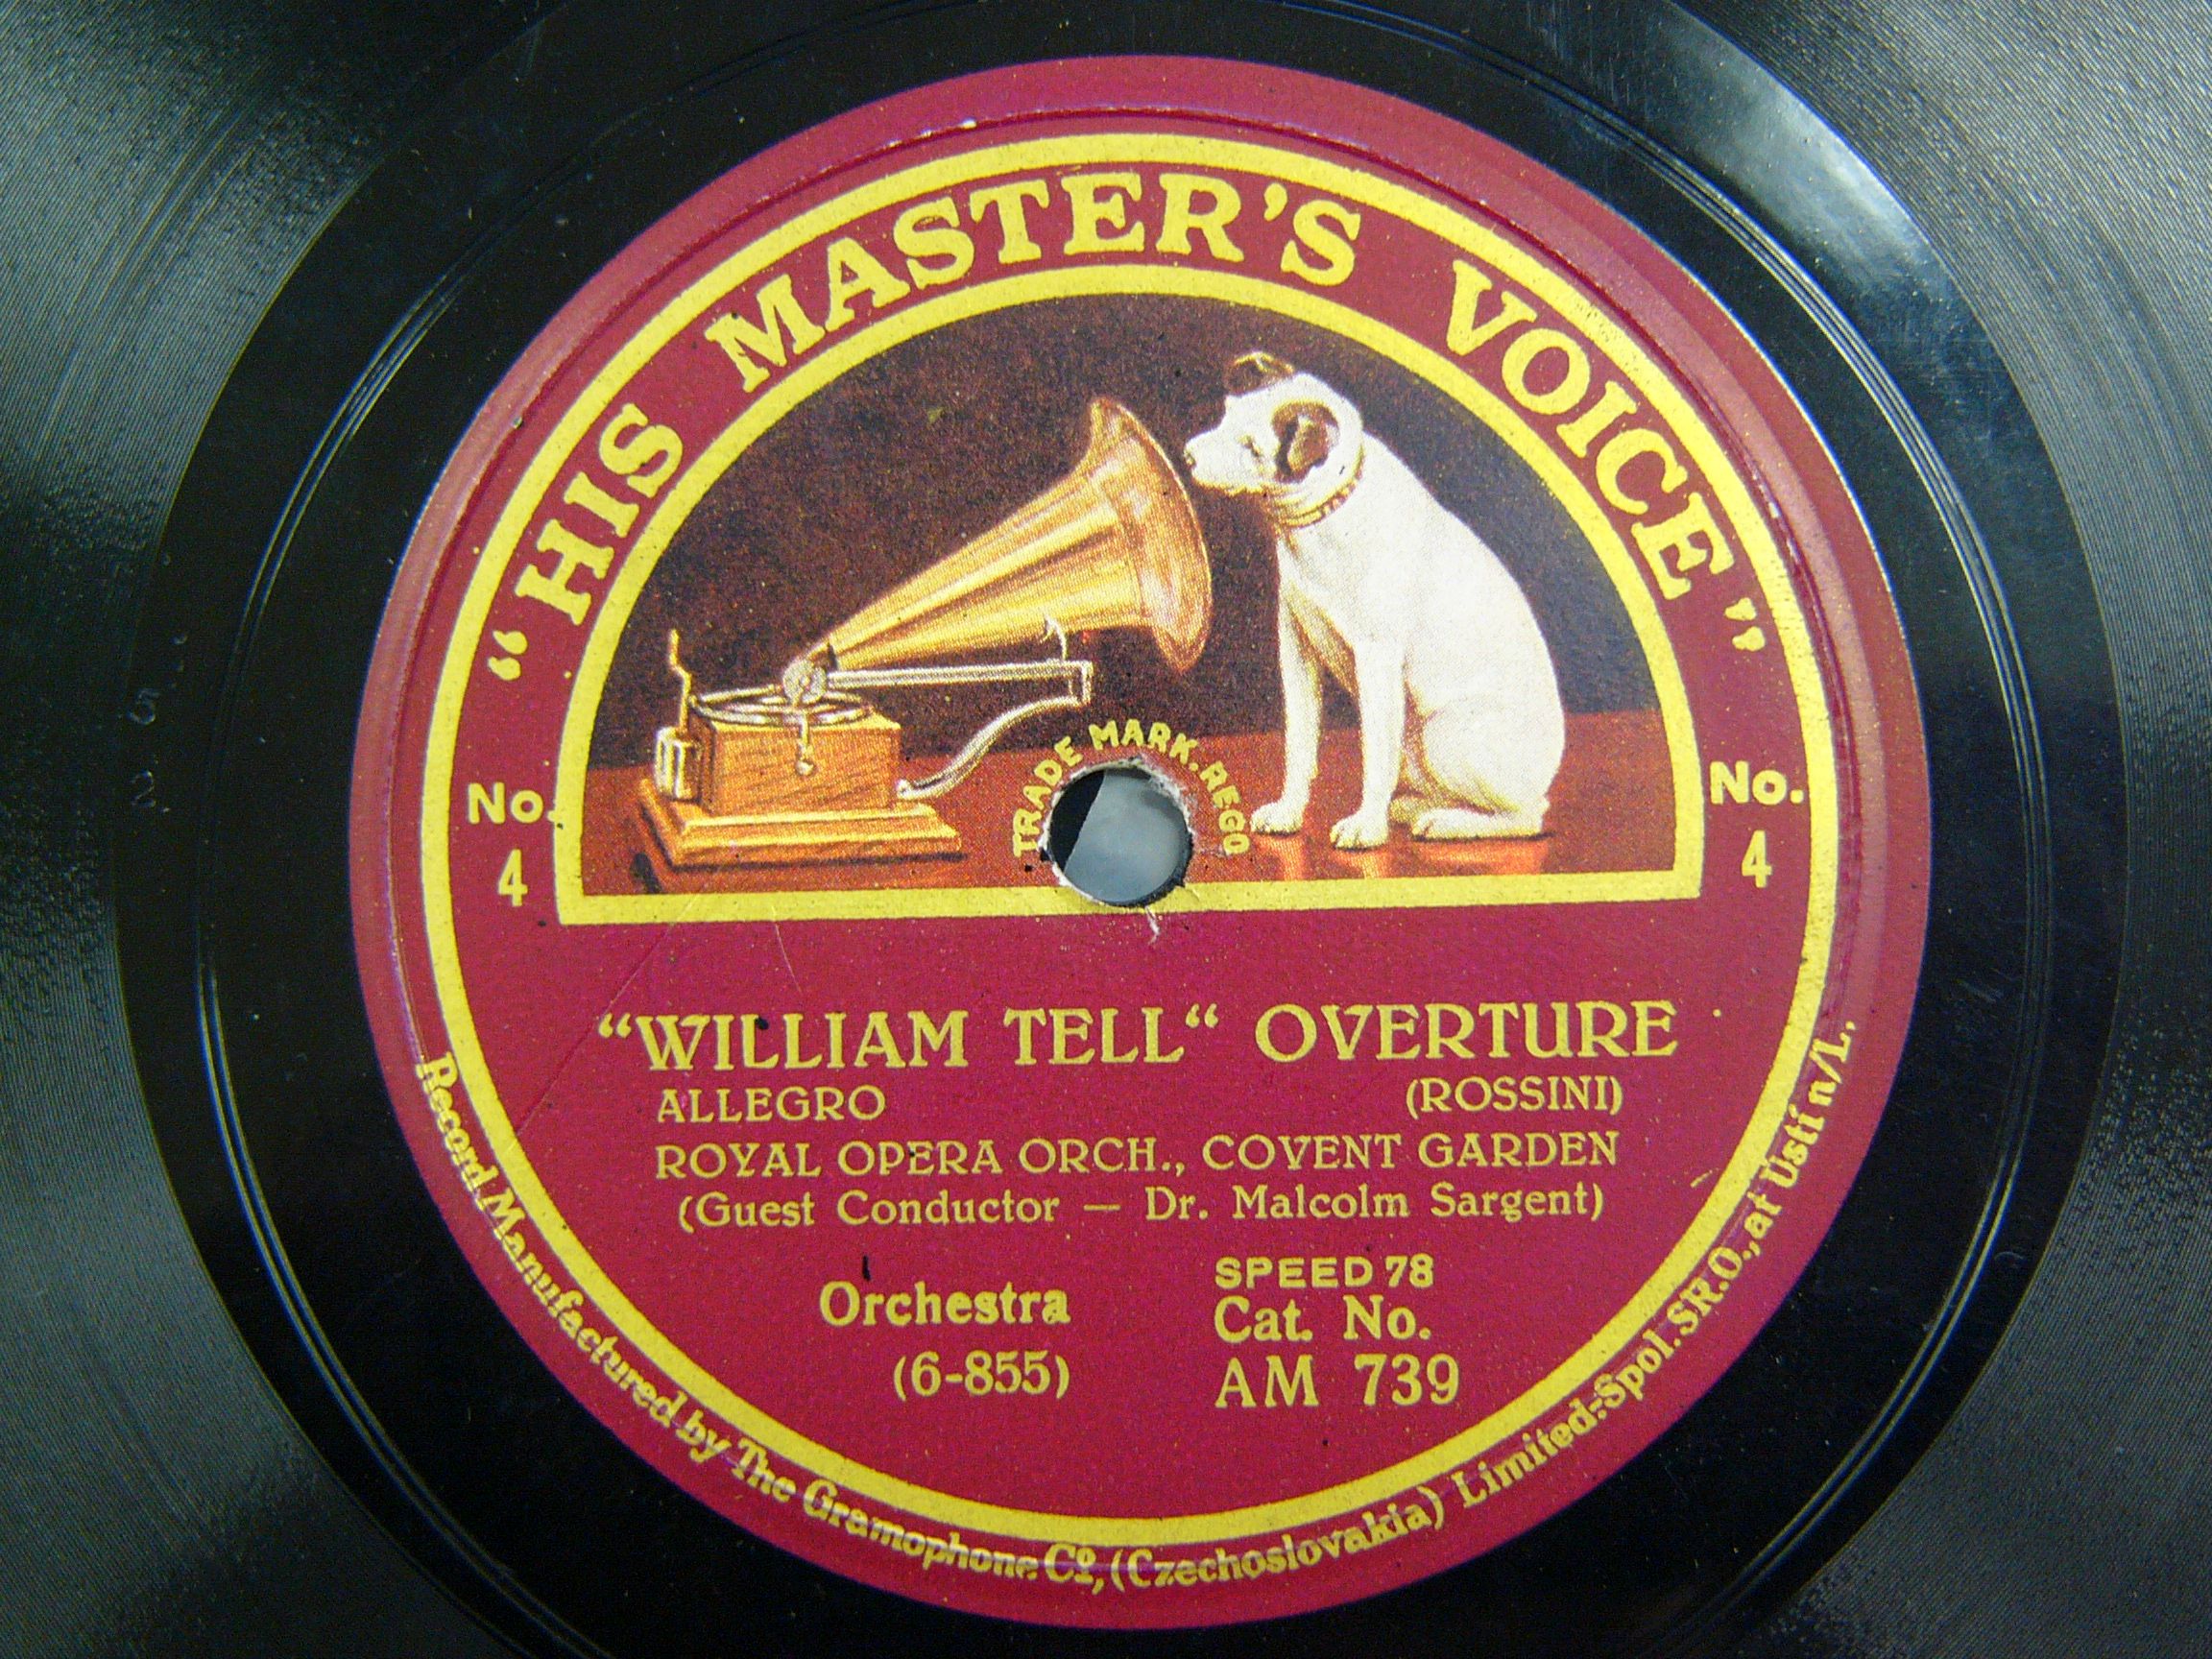 “HIS MASTER'S VOICE”
TRADE MARK. REGD
No. 4
No. 4
“WILLIAM TELL“ OVERTURE
ALLEGRO (ROSSINI)
ROYAL OPERA ORCH., COVENT GARDEN
(Guest Conductor — Dr. Malcolm Sargent)
SPEED 78
Orchestra Cat. No.
(6-855) AM 739
Record Manufactured by The Gramophone Co., (Czechoslovakia) Limited-Spol. SR.O., at Ústí n/L.